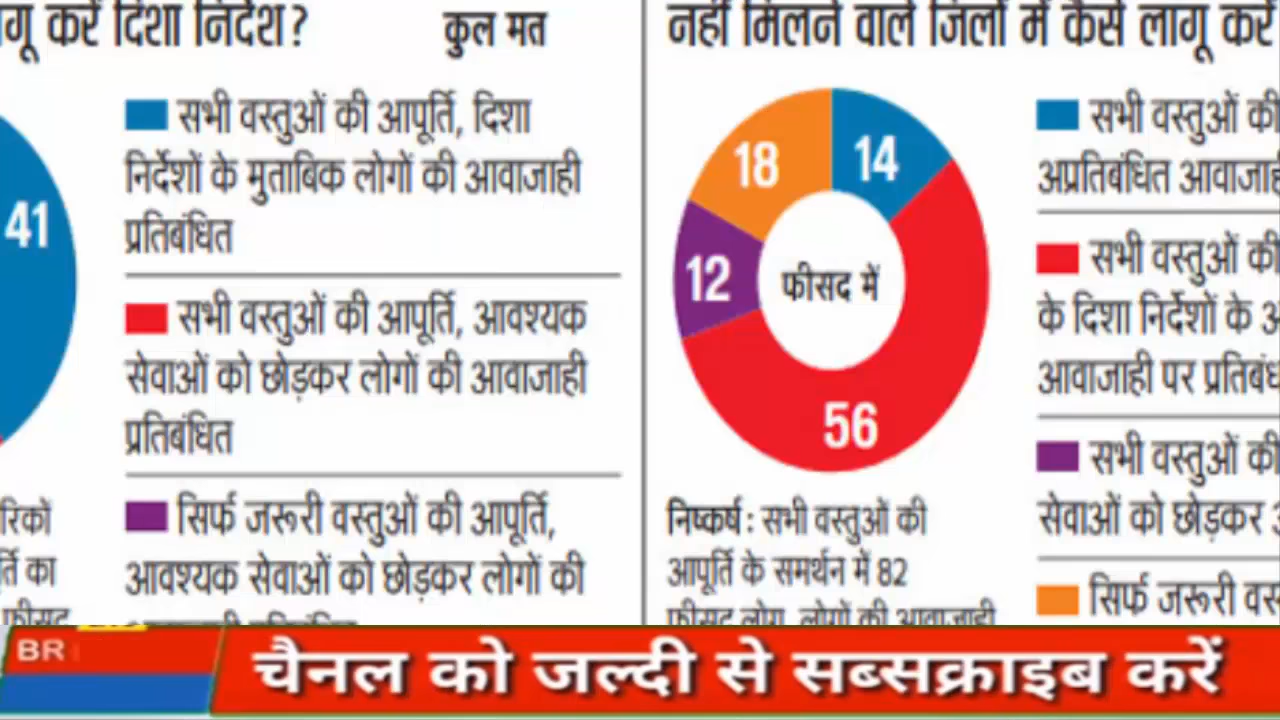 करें दिशा निर्देश?
कुल मत
41
सभी वस्तुओं की आपूर्ति, दिशा
निर्देशों के मुताबिक लोगों की आवाजाही
प्रतिबंधित
सभी वस्तुओं की आपूर्ति, आवश्यक
सेवाओं को छोड़कर लोगों की आवाजाही
प्रतिबंधित
सिर्फ जरूरी वस्तुओं की आपूर्ति,
आवश्यक सेवाओं को छोड़कर लोगों की
नहीं मिलने वाले जिलों में कैसे लागू करें
18
14
12
56
फीसद में
निष्कर्ष: सभी वस्तुओं की
आपूर्ति के समर्थन में 82
फीसद लोग, लोगों की आवाजाही
सभी वस्तुओं की
अप्रतिबंधित
सभी वस्तुओं की
के दिशा निर्देशों के
आवाजाही पर
सभी वस्तुओं की
सेवाओं को छोड़कर
सिर्फ जरूरी
BR
चैनल को जल्दी से सब्सक्राइब करें